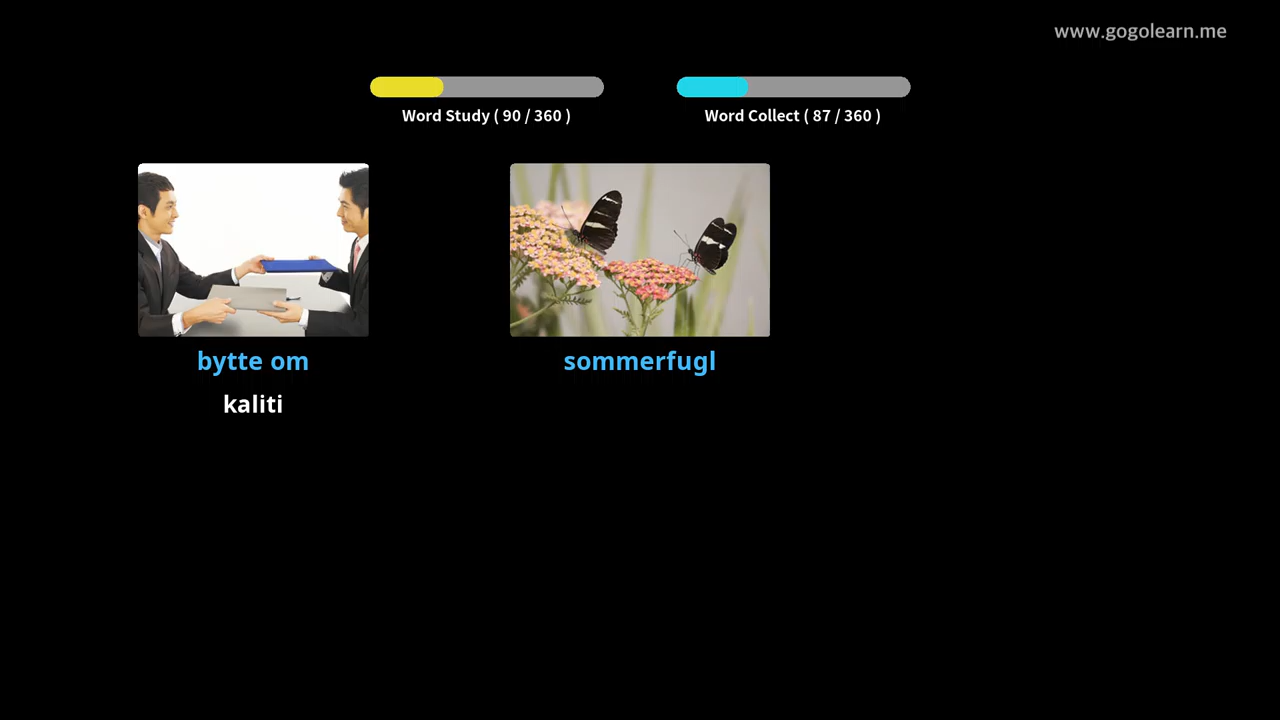 www.gogolearn.me
Word Study ( 90 / 360 )
Word Collect ( 87 / 360 )
bytte om
sommerfugl
kaliti